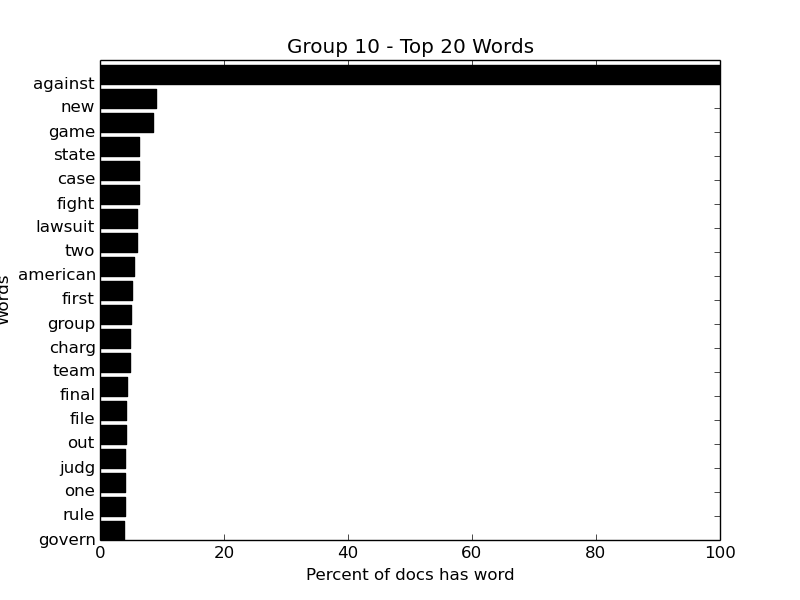 Group 10 - Top 20 Words
against
new
game
state
case
fight
lawsuit
two
american
first
group
charg
team
final
file
out
judg
one
rule
govern
Words
0 20 40 60 80 100
Percent of docs has word